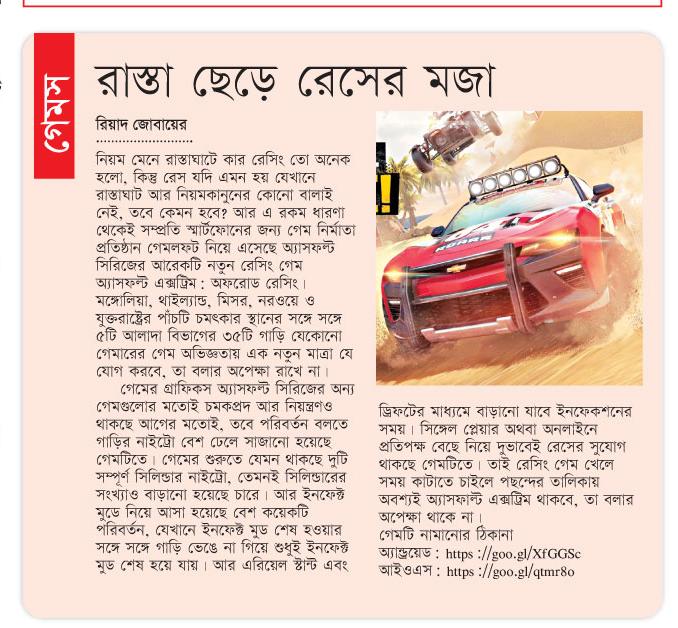 গেমস
রাস্তা ছেড়ে রেসের মজা
রিয়াদ জোবায়ের
নিয়ম মেনে রাস্তাঘাটে কার রেসিং তো অনেক
হলো, কিন্তু রেস যদি এমন হয় যেখানে
রাস্তাঘাট আর নিয়মকানুনের কোনো বালাই
নেই, তবে কেমন হবে? আর এ রকম ধারণা
থেকেই সম্প্রতি স্মার্টফোনের জন্য গেম নির্মাতা
প্রতিষ্ঠান গেমলফট নিয়ে এসেছে অ্যাসফল্ট
সিরিজের আরেকটি নতুন রেসিং গেম
অ্যাসফল্ট এক্সট্রিম : অফরোড রেসিং।
মঙ্গোলিয়া, থাইল্যান্ড, মিসর, নরওয়ে ও
যুক্তরাষ্ট্রের পাঁচটি চমৎকার স্থানের সঙ্গে সঙ্গে
৫টি আলাদা বিভাগের ৩৫টি গাড়ি যেকোনো
গেমারের গেম অভিজ্ঞতায় এক নতুন মাত্রা যে
যোগ করবে, তা বলার অপেক্ষা রাখে না।
গেমের গ্রাফিকস অ্যাসফল্ট সিরিজের অন্য
গেমগুলোর মতোই চমকপ্রদ আর নিয়ন্ত্রণও
থাকছে আগের মতোই, তবে পরিবর্তন বলতে
গাড়ির নাইট্রো বেশ ঢেলে সাজানো হয়েছে
গেমটিতে। গেমের শুরুতে যেমন থাকছে দুটি
সম্পূর্ণ সিলিন্ডার নাইট্রো, তেমনই সিলিন্ডারের
সংখ্যাও বাড়ানো হয়েছে চারে। আর ইনফেক্ট
মুডে নিয়ে আসা হয়েছে বেশ কয়েকটি
পরিবর্তন, যেখানে ইনফেক্ট মুড শেষ হওয়ার
সঙ্গে সঙ্গে গাড়ি ভেঙে না গিয়ে শুধুই ইনফেক্ট
মুড শেষ হয়ে যায়। আর এরিয়েল স্টান্ট এবং
ড্রিফটের মাধ্যমে বাড়ানো যাবে ইনফেকশনের
সময়। সিঙ্গেল প্লেয়ার অথবা অনলাইনে
প্রতিপক্ষ বেছে নিয়ে দুভাবেই রেসের সুযোগ
থাকছে গেমটিতে। তাই রেসিং গেম খেলে
সময় কাটাতে চাইলে পছন্দের তালিকায়
অবশ্যই অ্যাসফাল্ট এক্সট্রিম থাকবে, তা বলার
অপেক্ষা থাকে না।
গেমটি নামানোর ঠিকানা
অ্যান্ড্রয়েড : https ://goo.gl/XfGGSc
আইওএস : https ://goo.gl/qtmr8o